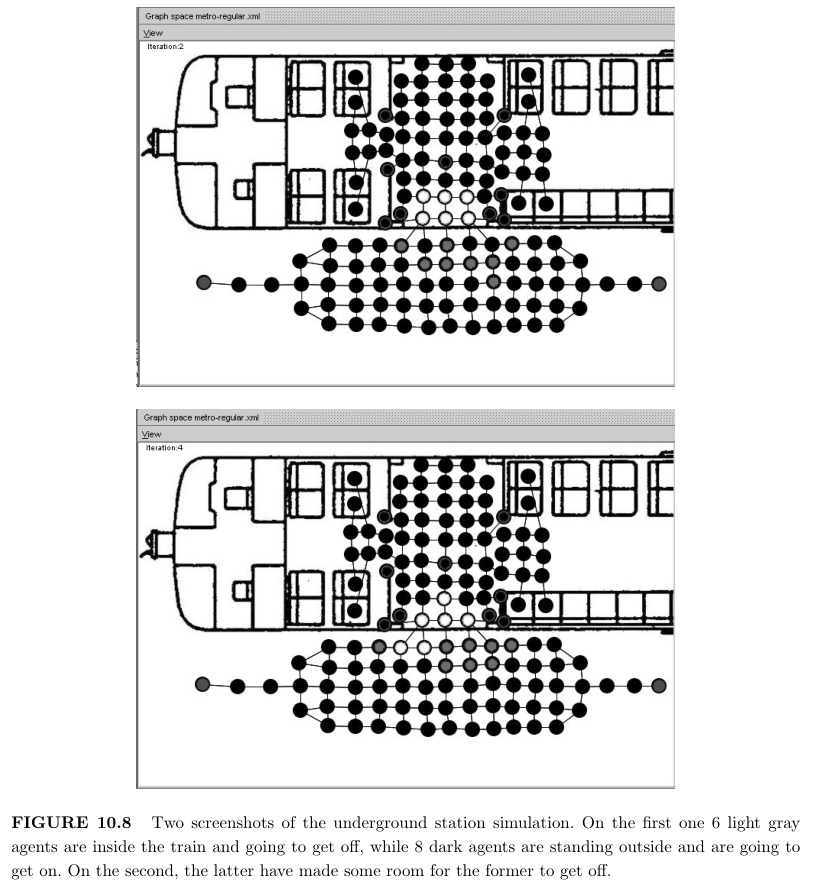 Graph space metro-regular.xml
View
Iteration:2
Graph space metro-regular.xml
View
Iteration:4
FIGURE 10.8 Two screenshots of the underground station simulation. On the first one 6 light gray
agents are inside the train and going to get off, while 8 dark agents are standing outside and are going to
get on. On the second, the latter have made some room for the former to get off.